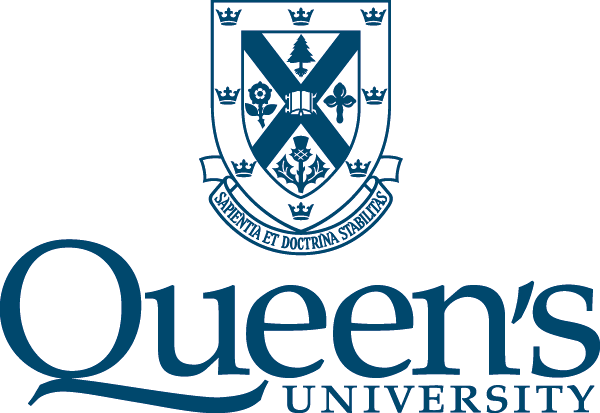 SAPIENTIA ET DOCTRINA STABILITAS
Queen's
UNIVERSITY